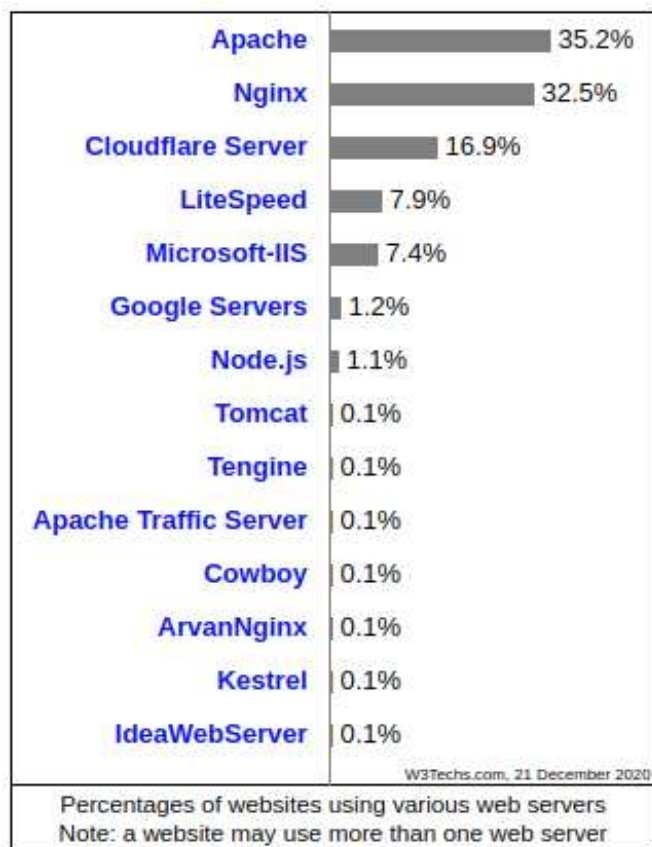 Apache 35.2%
Nginx 32.5%
Cloudflare Server 16.9%
LiteSpeed 7.9%
Microsoft-IIS 7.4%
Google Servers 1.2%
Node.js 1.1%
Tomcat 0.1%
Tengine 0.1%
Apache Traffic Server 0.1%
Cowboy 0.1%
ArvanNginx 0.1%
Kestrel 0.1%
IdeaWebServer 0.1%
W3Techs.com, 21 December 2020
Percentages of websites using various web servers
Note: a website may use more than one web server